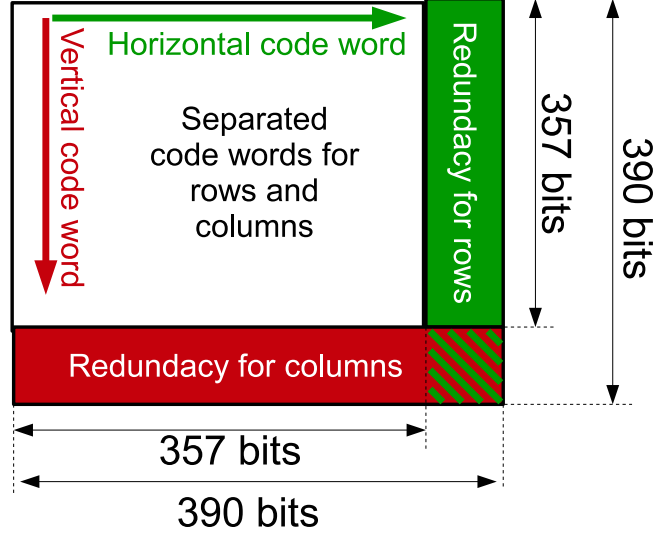 Horizontal code word
Vertical code word
Separated
code words for
rows and
columns
Redundacy for rows
Redundacy for columns
357 bits
390 bits
357 bits
390 bits